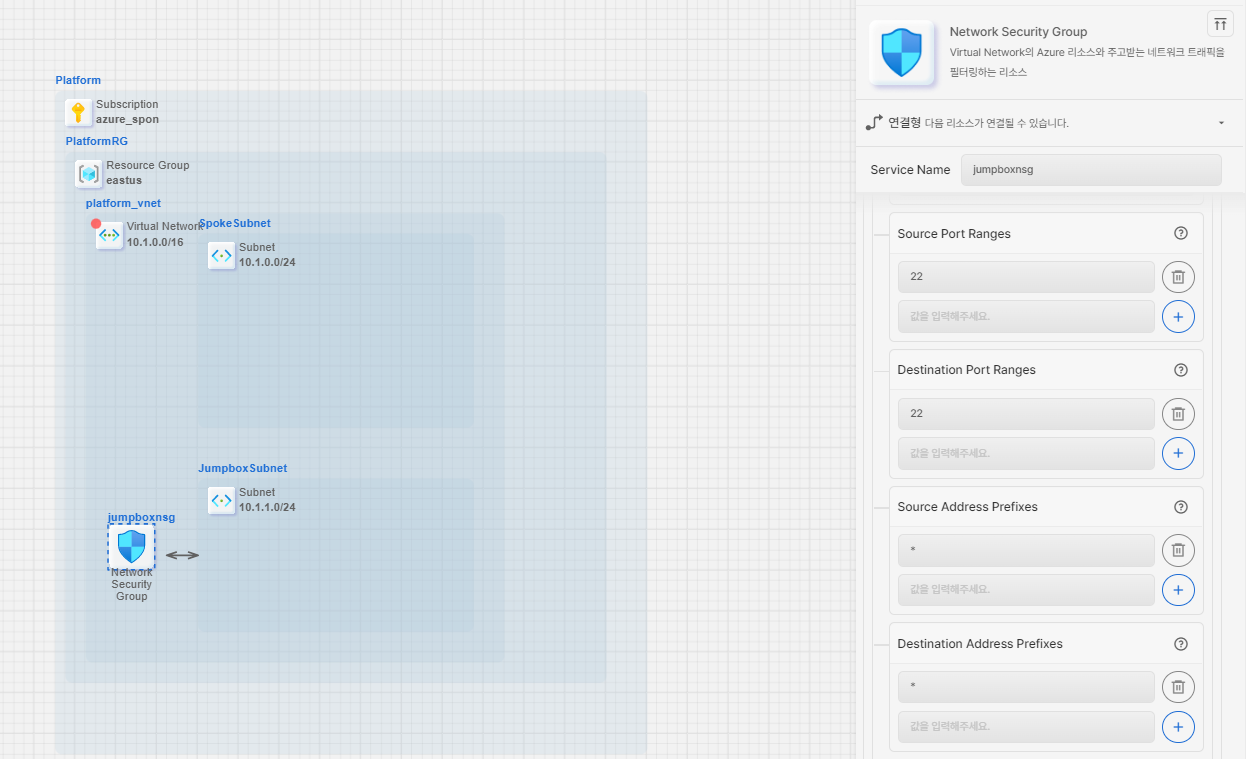 Platform
Subscription
azure_spon
PlatformRG
Resource Group
eastus
platform_vnet
Virtual Network
10.1.0.0/16
SpokeSubnet
Subnet
10.1.0.0/24
JumpboxSubnet
Subnet
10.1.1.0/24
jumpboxnsg
Network
Security
Group
Network Security Group
Virtual Network의 Azure 리소스와 주고받는 네트워크 트래픽을
필터링하는 리소스
연결형 다음 리소스가 연결될 수 있습니다.
Service Name jumpboxnsg
Source Port Ranges
22
값을 입력해주세요.
Destination Port Ranges
22
값을 입력해주세요.
Source Address Prefixes
*
값을 입력해주세요.
Destination Address Prefixes
*
값을 입력해주세요.